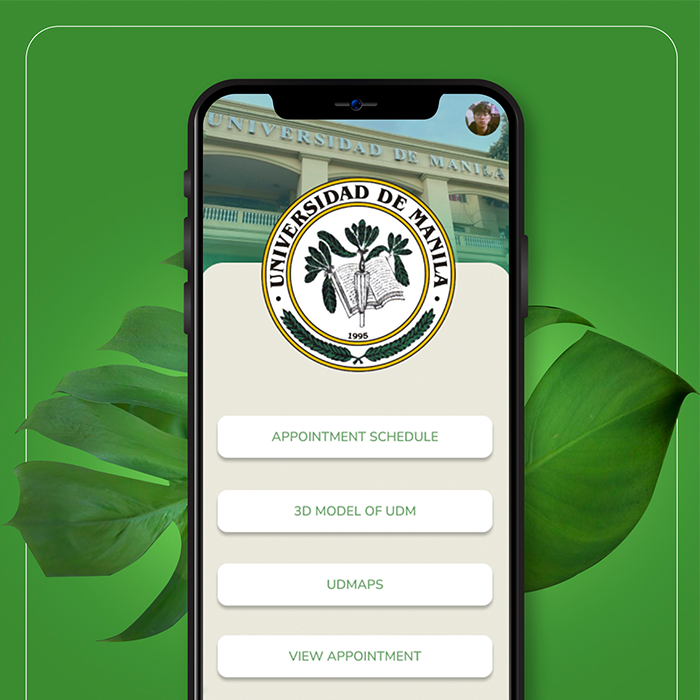 UNIVERSIDAD DE MANILA
• UNIVERSIDAD DE MANILA •
1995
APPOINTMENT SCHEDULE
3D MODEL OF UDM
UDMAPS
VIEW APPOINTMENT